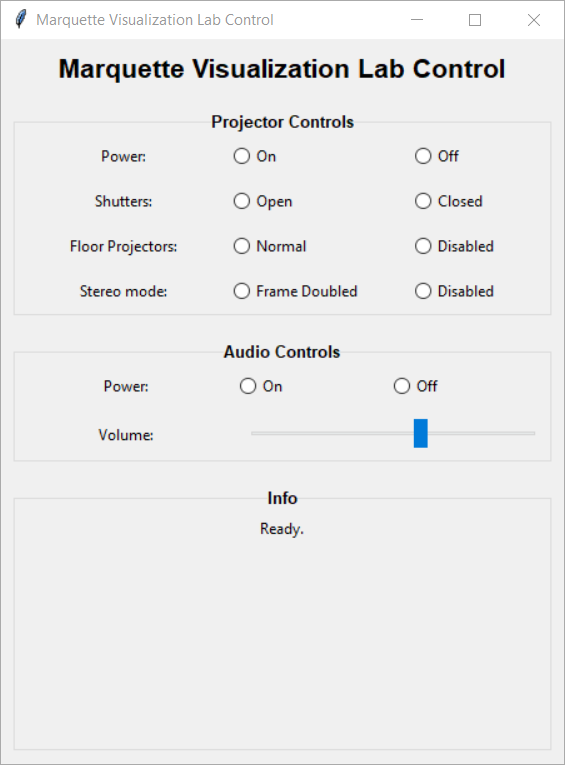 Marquette Visualization Lab Control
Marquette Visualization Lab Control
Projector Controls
Power: On Off
Shutters: Open Closed
Floor Projectors: Normal Disabled
Stereo mode: Frame Doubled Disabled
Audio Controls
Power: On Off
Volume:
Info
Ready.